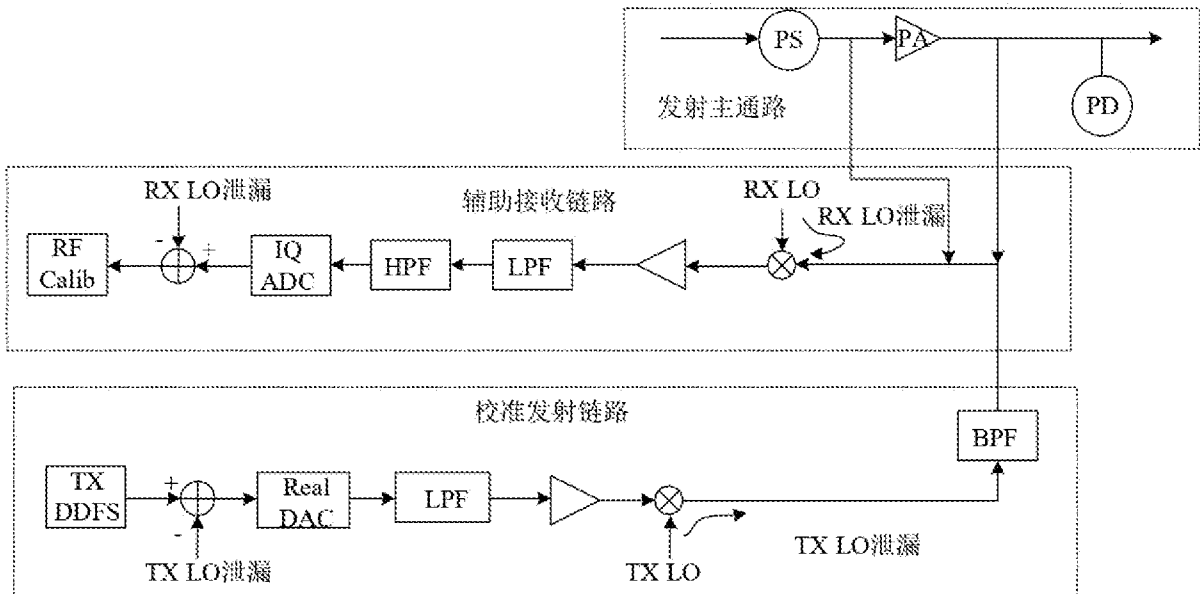 PS
PA
发射主通路
PD
RX LO泄漏
辅助接收链路
RX LO
RX LO泄漏
RF
Calib
-
+
IQ
ADC
HPF
LPF
校准发射链路
BPF
TX
DDFS
+
-
Real
DAC
LPF
TX LO泄漏
TX LO
TX LO泄漏